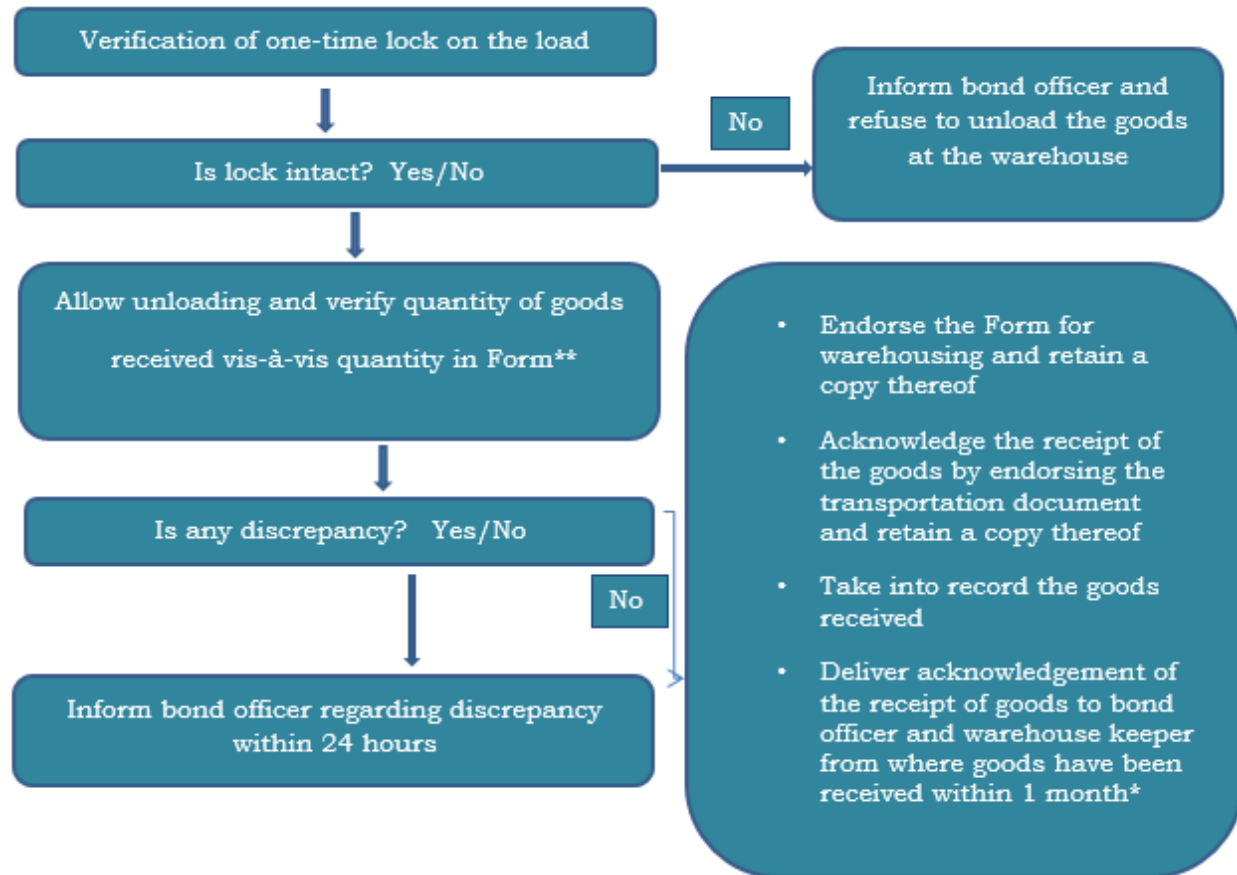 Verification of one-time lock on the load
Is lock intact?  Yes/No
No
Inform bond officer and
refuse to unload the goods
at the warehouse
Allow unloading and verify quantity of goods
received vis-à-vis quantity in Form**
Is any discrepancy?   Yes/No
No
Inform bond officer regarding discrepancy
within 24 hours
• Endorse the Form for
warehousing and retain a
copy thereof
• Acknowledge the receipt of
the goods by endorsing the
transportation document
and retain a copy thereof
• Take into record the goods
received
• Deliver acknowledgement of
the receipt of goods to bond
officer and warehouse keeper
from where goods have been
received within 1 month*